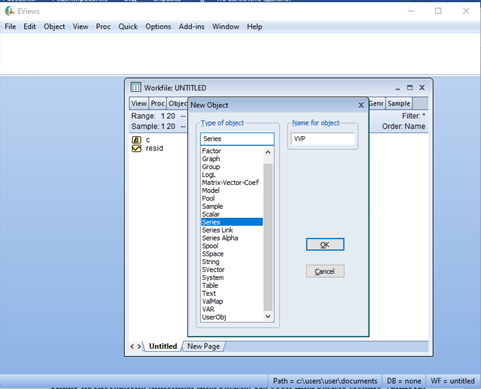 EViews
File Edit Object View Proc Quick Options Add-ins Window Help
Workfile: UNTITLED
View Proc Objec
Genr Sample
New Object
Range: 1 20 --
Filter: *
Sample: 1 20 --
Order: Name
c
resid
Type of object
Series
Factor
Graph
Group
LogL
Matrix-Vector-Coef
Model
Pool
Sample
Scalar
Series
Series Link
Series Alpha
Spool
SSpace
String
SVector
System
Table
Text
ValMap
VAR
UserObj
Name for object
VVP
OK
Cancel
Untitled New Page
Path = c:\users\user\documents DB = none WF = untitled